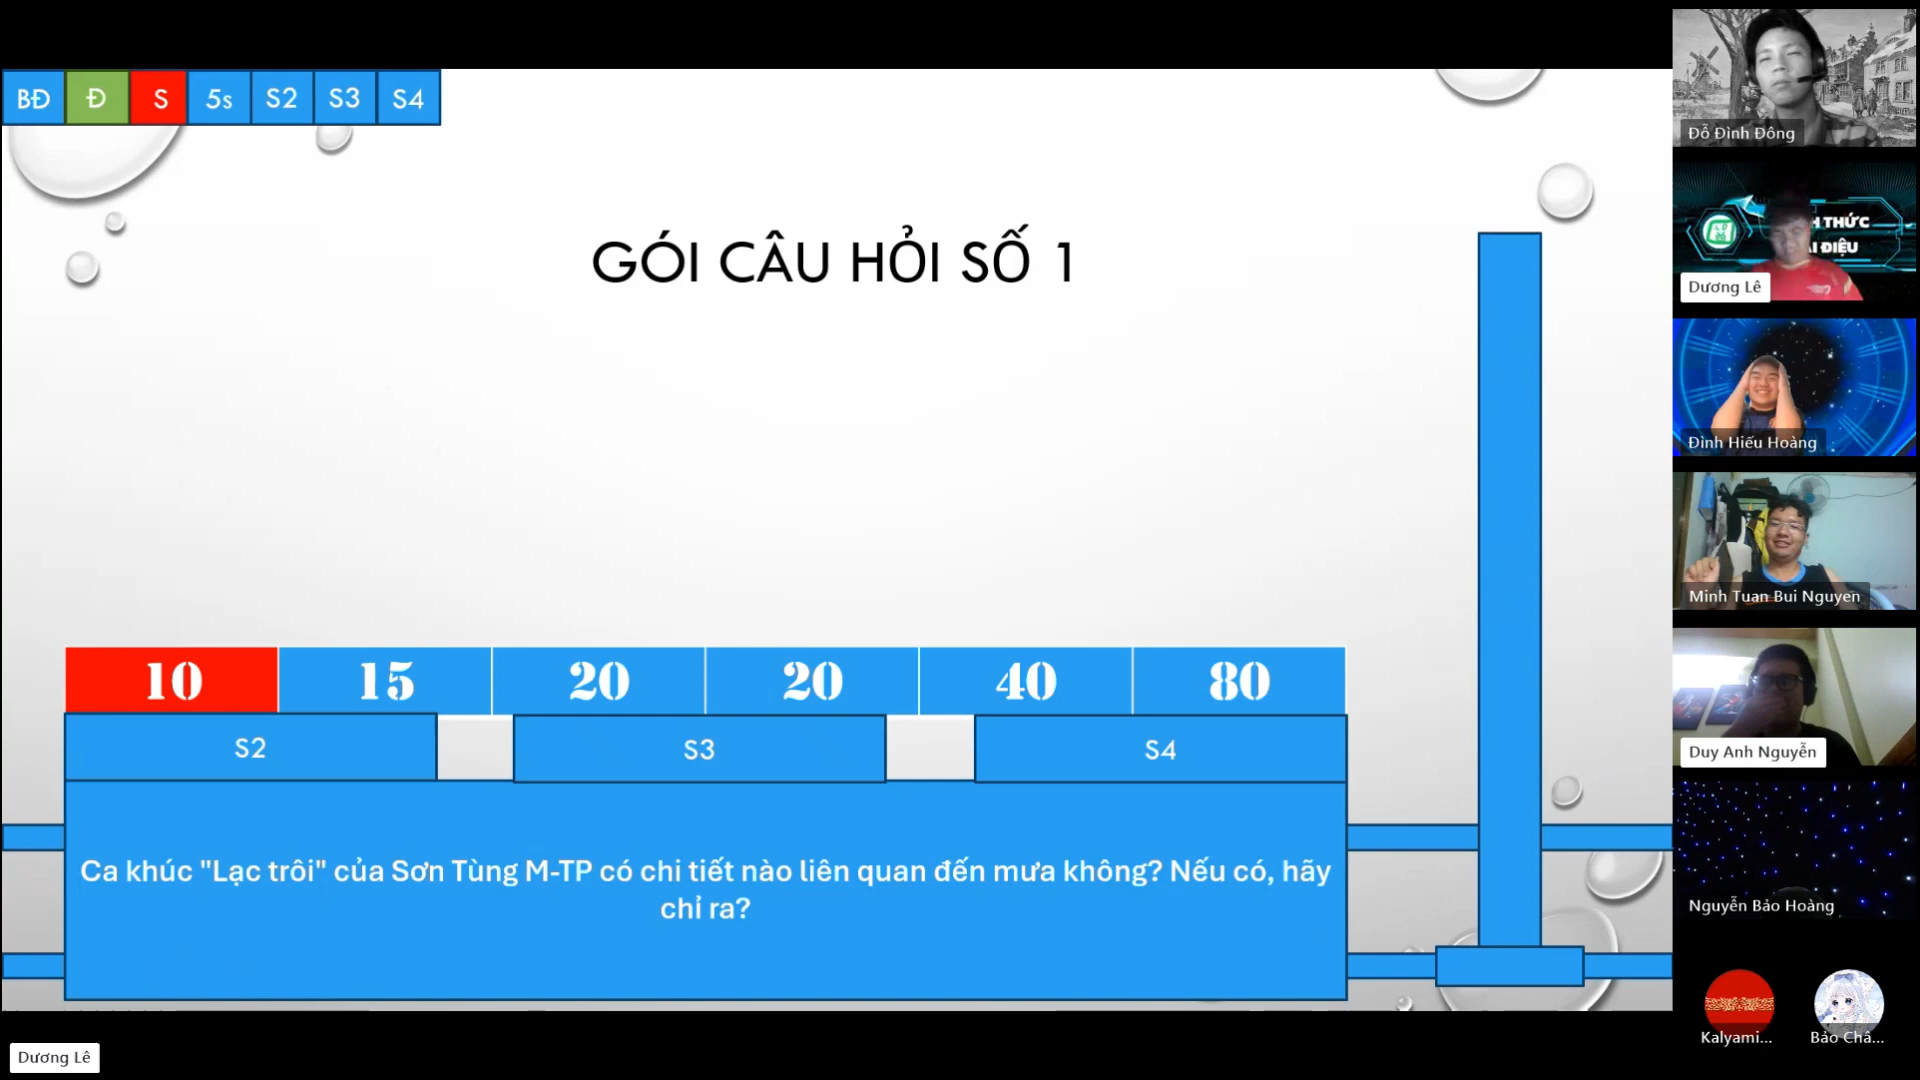 BĐ Đ S 5s S2 S3 S4
GÓI CÂU HỎI SỐ 1
10 15 20 20 40 80
S2 S3 S4
Ca khúc "Lạc trôi" của Sơn Tùng M-TP có chi tiết nào liên quan đến mưa không? Nếu có, hãy
chỉ ra?
Dương Lê
Đỗ Đình Đông
THỨC
ĐIỆU
Dương Lê
Đình Hiếu Hoàng
Minh Tuan Bui Nguyen
Duy Anh Nguyễn
Nguyễn Bảo Hoàng
Kalyami... Bảo Châ...